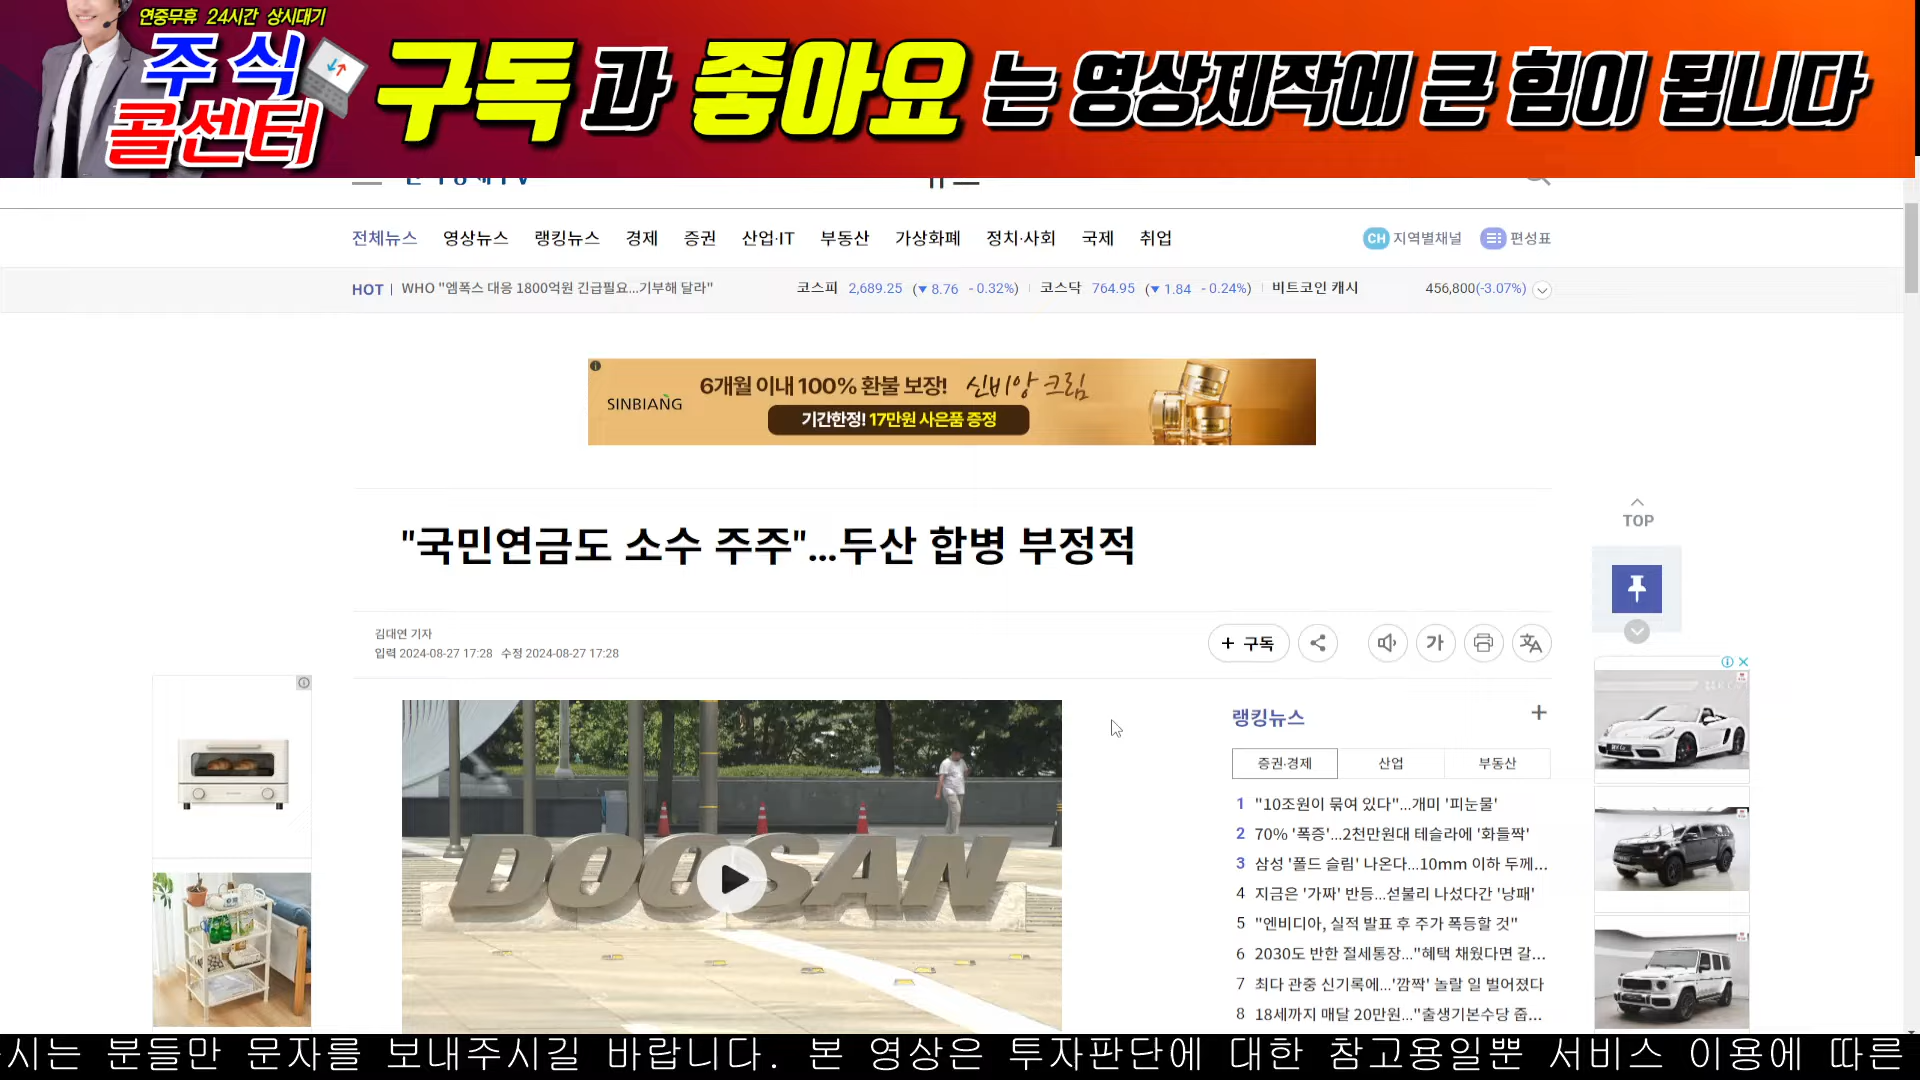 연중무휴 24시간 상시대기
주식
콜센터
구독과 좋아요는 영상제작에 큰 힘이 됩니다
전체뉴스 영상뉴스 랭킹뉴스 경제 증권 산업·IT 부동산 가상화폐 정치·사회 국제 취업
CH 지역별채널 편성표
HOT | WHO "엠폭스 대응 1800억원 긴급필요...기부해 달라"
코스피 2,689.25 (▼ 8.76 - 0.32%) 코스닥 764.95 (▼ 1.84 - 0.24%) 비트코인 캐시 456,800(-3.07%)
SINBIANG
6개월 이내 100% 환불 보장! 신비앙 크림
기간한정! 17만원 사은품 증정
"국민연금도 소수 주주"...두산 합병 부정적
TOP
김대연 기자
입력 2024-08-27 17:28 수정 2024-08-27 17:28
+ 구독
가
DOOSAN
랭킹뉴스 +
증권·경제 산업 부동산
1 "10조원이 묶여 있다"...개미 '피눈물'
2 70% '폭증'...2천만원대 테슬라에 '화들짝'
3 삼성 '폴드 슬림' 나온다...10mm 이하 두께...
4 지금은 '가짜' 반등...섣불리 나섰다간 '낭패'
5 "엔비디아, 실적 발표 후 주가 폭등할 것"
6 2030도 반한 절세통장..."혜택 채웠다면 갈...
7 최다 관중 신기록에...'깜짝' 놀랄 일 벌어졌다
8 18세까지 매달 20만원..."출생기본수당 줍...
시는 분들만 문자를 보내주시길 바랍니다. 본 영상은 투자판단에 대한 참고용일뿐 서비스 이용에 따른